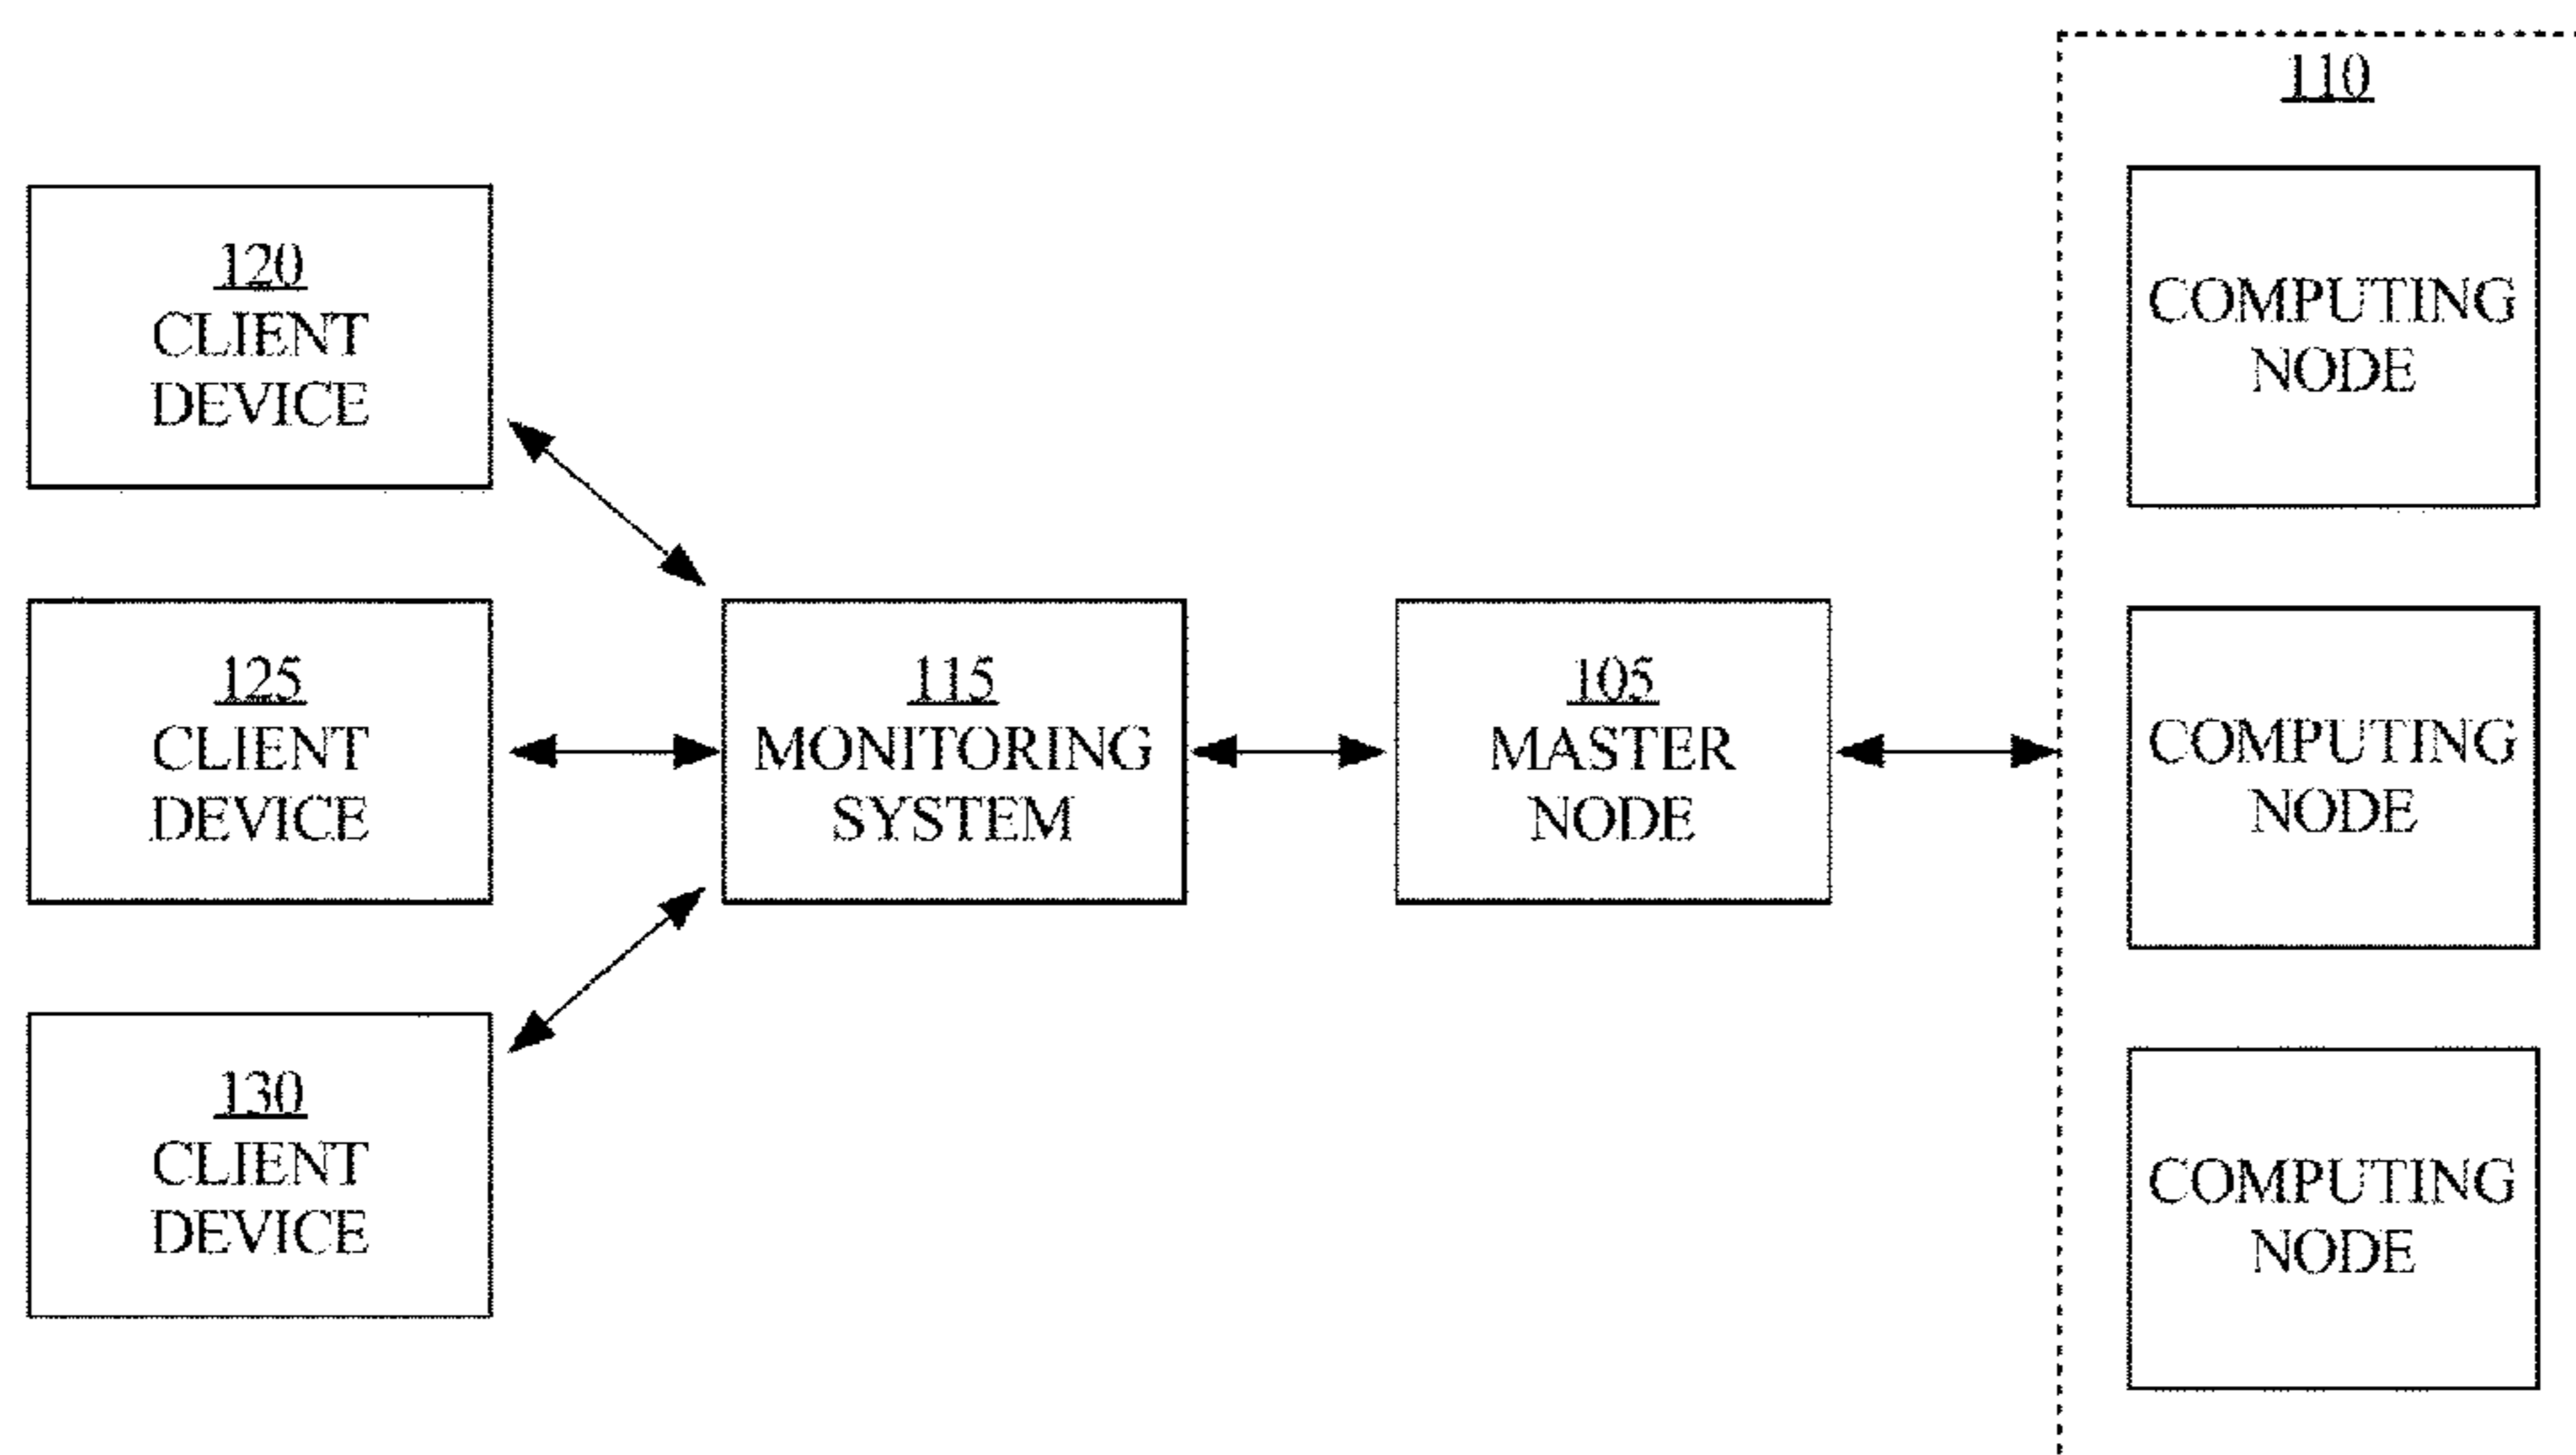 110
120
CLIENT
DEVICE
125
CLIENT
DEVICE
130
CLIENT
DEVICE
115
MONITORING
SYSTEM
105
MASTER
NODE
COMPUTING
NODE
COMPUTING
NODE
COMPUTING
NODE